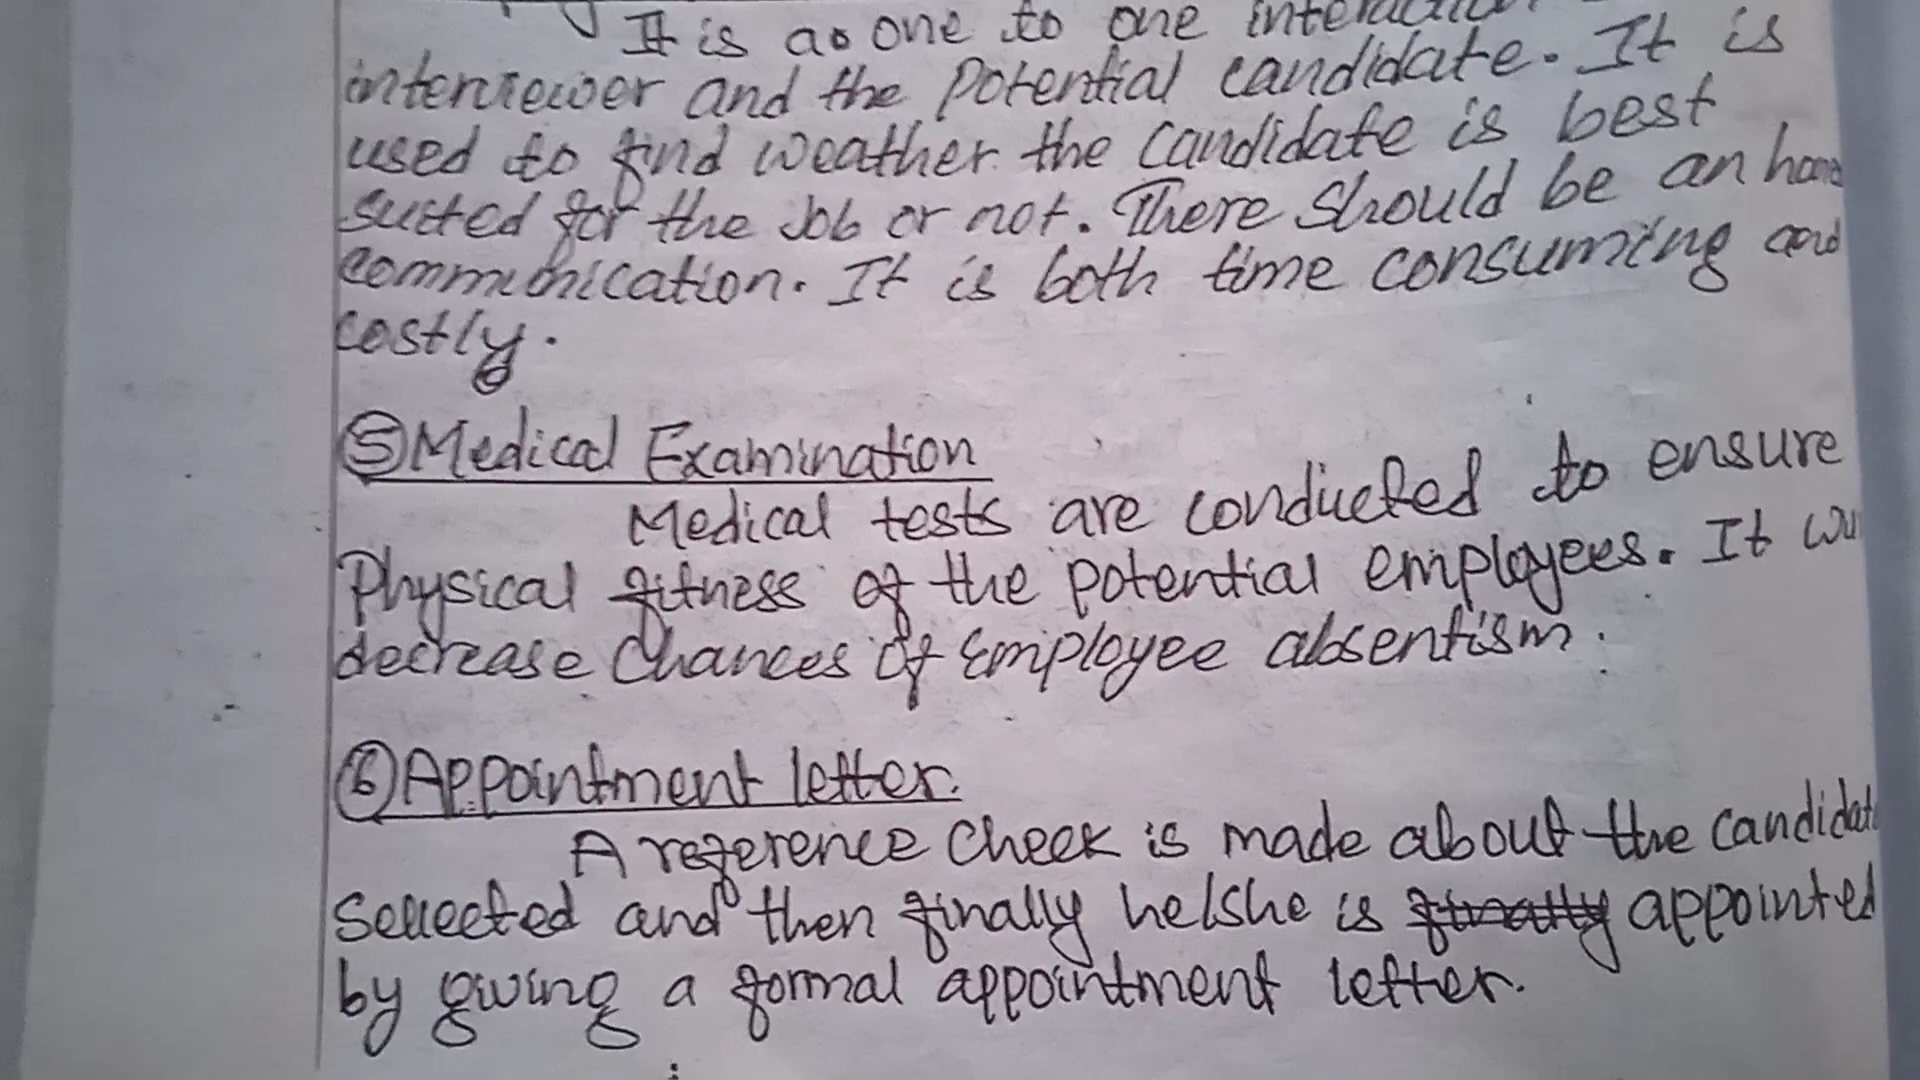 It is as one to one
interviewer and the Potential candidate. It is
used to find weather the candidate is best
suited for the Job or not. There should be an
communication. It is both time consuming and
costly.
⑤ Medical Examination
Medical tests are conducted to ensure
Physical fitness of the potential employees. It
decrease chances of Employee absentism.
⑥ Appointment letter.
A reference check is made about the
Sellected and then finally he/she is finally appointed
by giving a formal appointment letter.